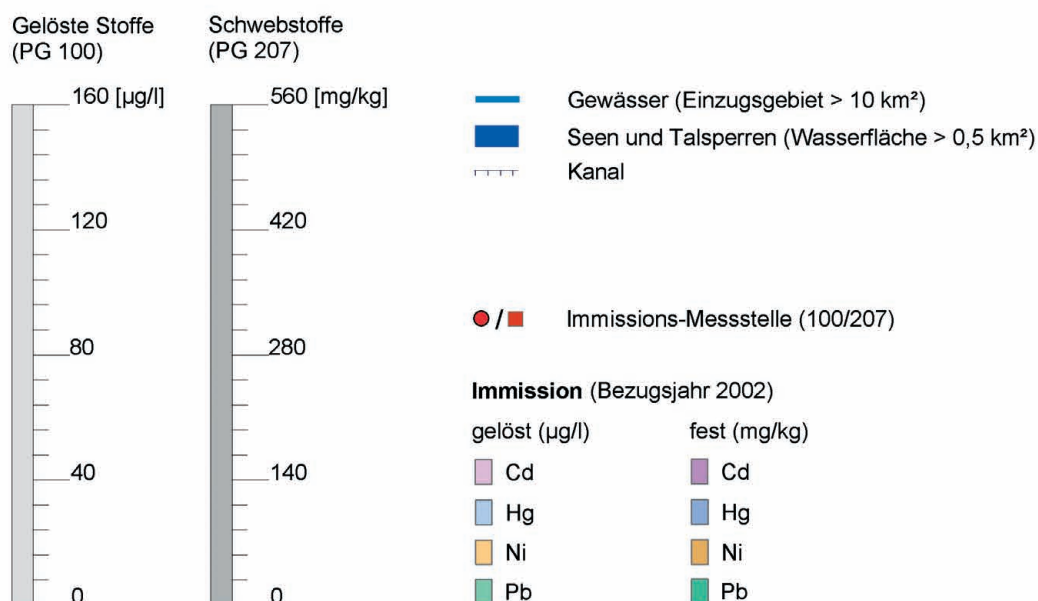 Gelöste Stoffe
(PG 100)
160 [µg/l]
120
80
40
0
Schwebstoffe
(PG 207)
560 [mg/kg]
420
280
140
0
Gewässer (Einzugsgebiet > 10 km²)
Seen und Talsperren (Wasserfläche > 0,5 km²)
Kanal
/ Immissions-Messstelle (100/207)
Immission (Bezugsjahr 2002)
gelöst (µg/l)
Cd
Hg
Ni
Pb
fest (mg/kg)
Cd
Hg
Ni
Pb